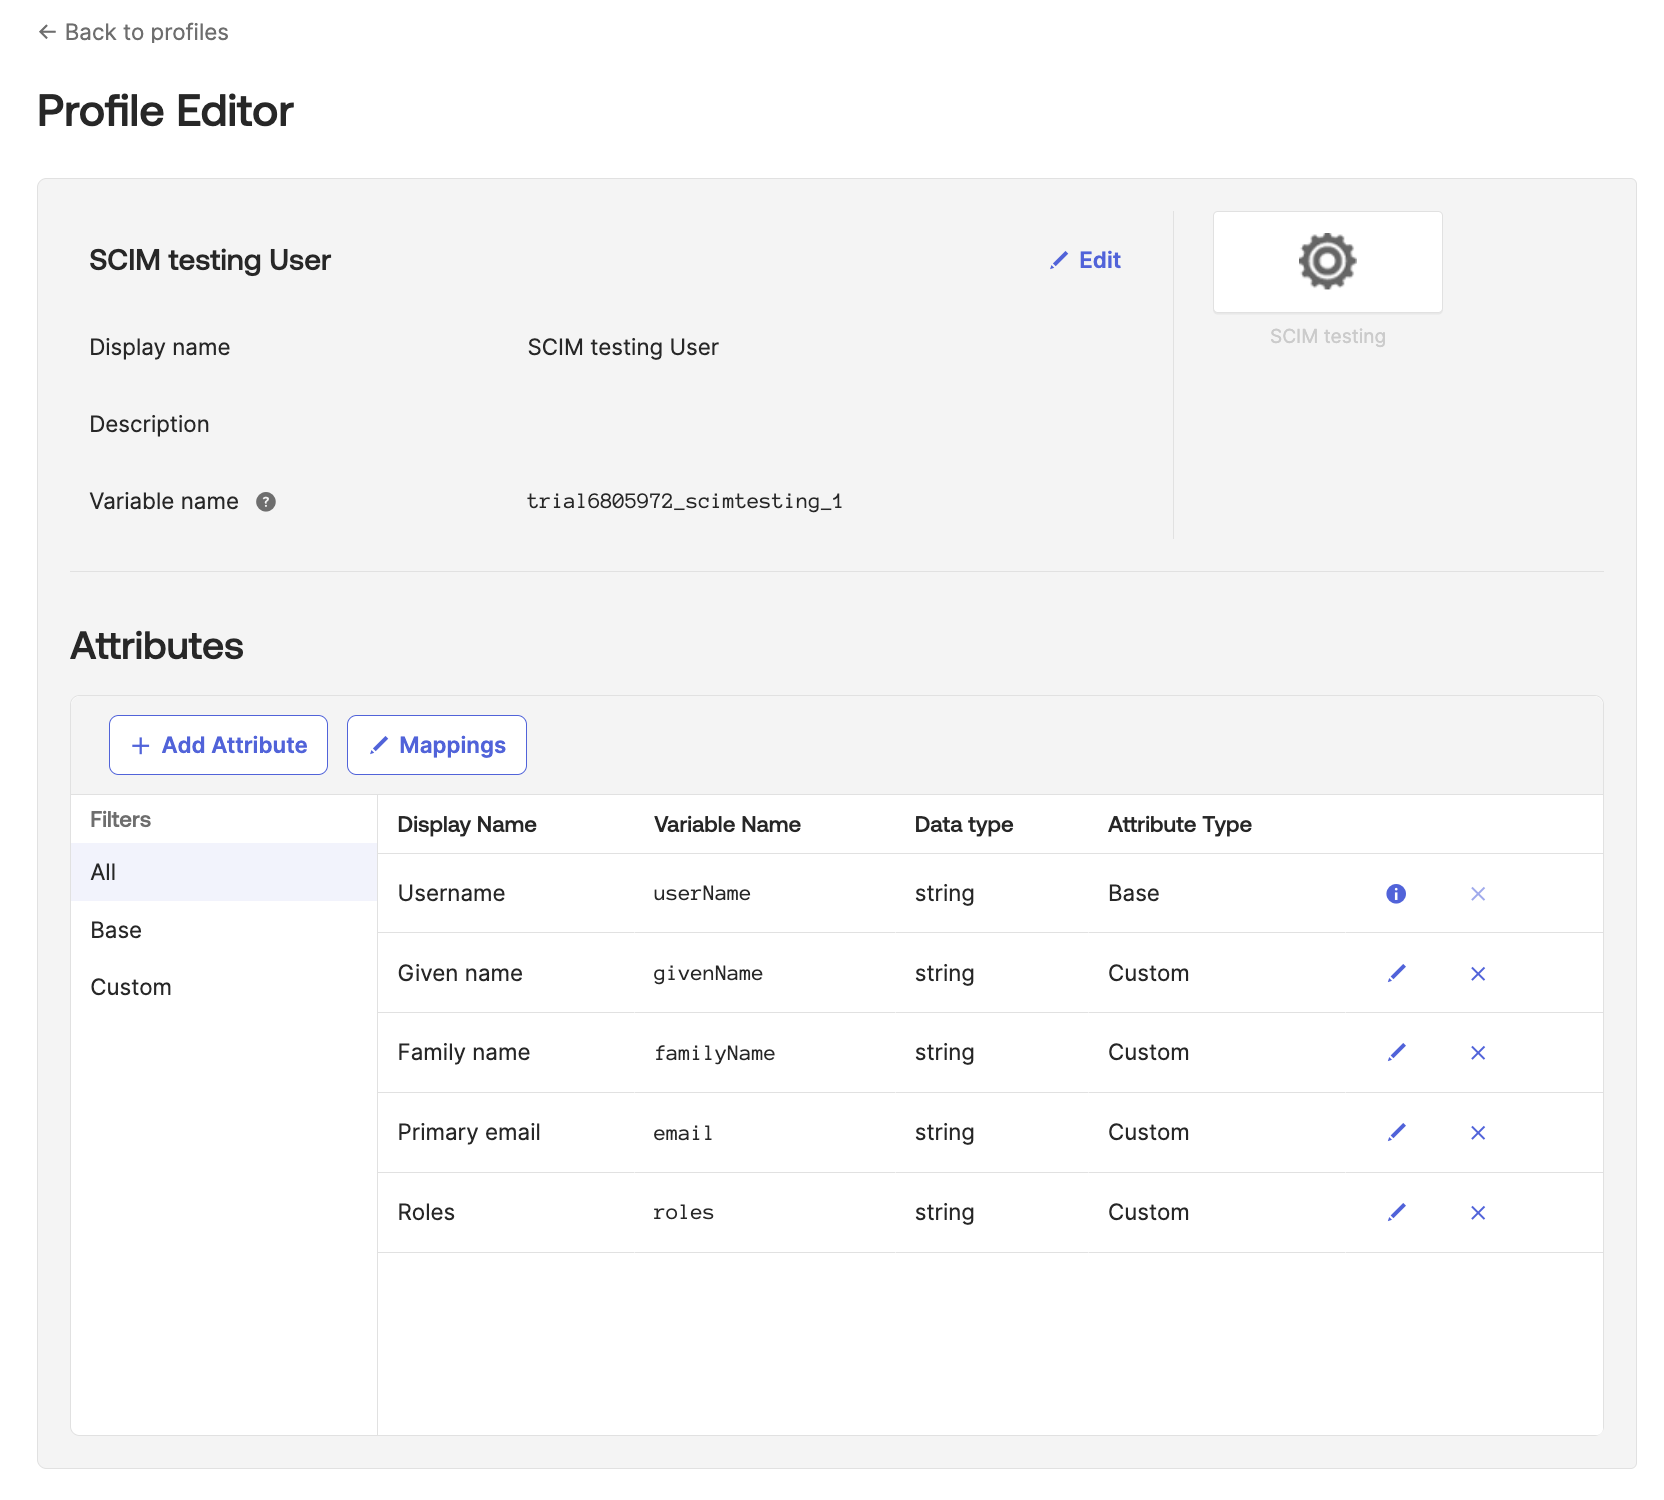 Back to profiles
Profile Editor
SCIM testing User
Edit
SCIM testing
Display name SCIM testing User
Description
Variable name ? trial6805972_scimtesting_1
Attributes
Add Attribute Mappings
Filters
All
Base
Custom
Display Name Variable Name Data type Attribute Type
Username userName string Base
Given name givenName string Custom
Family name familyName string Custom
Primary email email string Custom
Roles roles string Custom